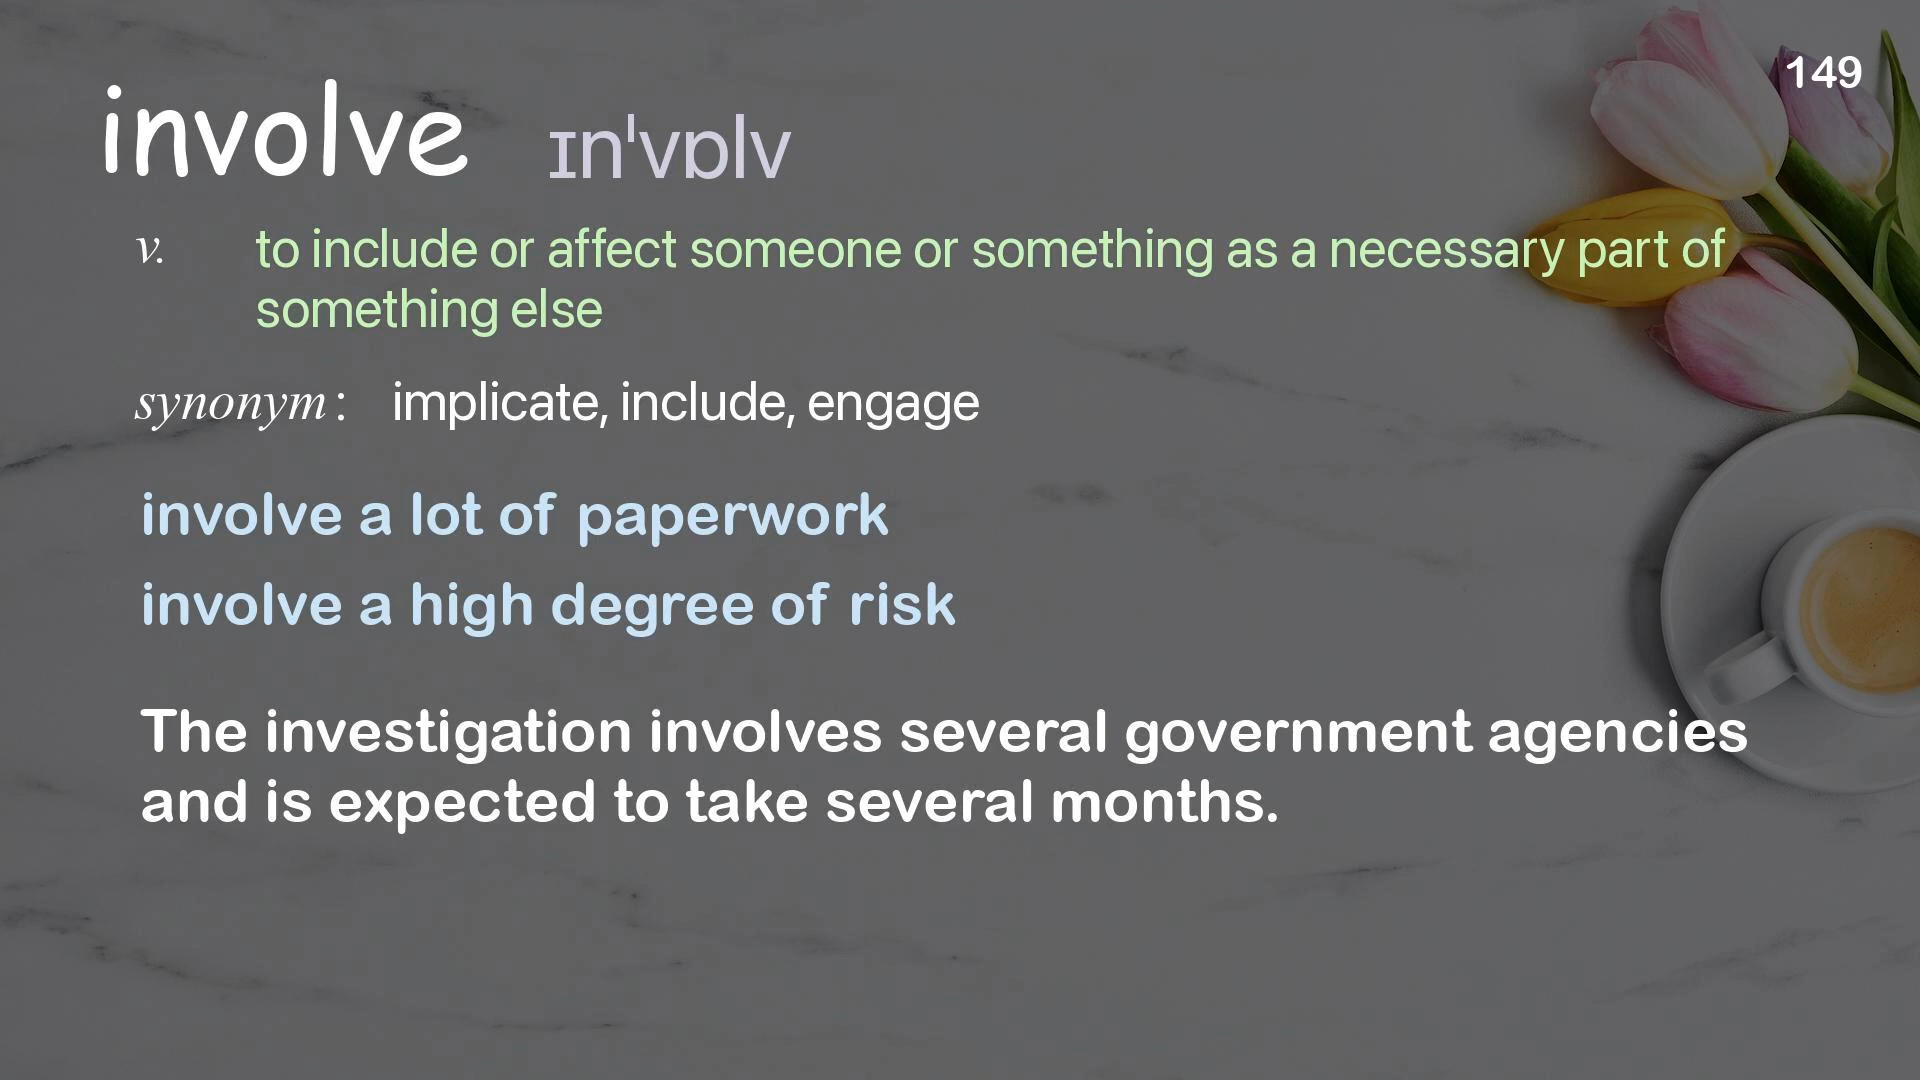 149
involve ɪn'vɒlv
v. to include or affect someone or something as a necessary part of
something else
synonym: implicate, include, engage
involve a lot of paperwork
involve a high degree of risk
The investigation involves several government agencies
and is expected to take several months.